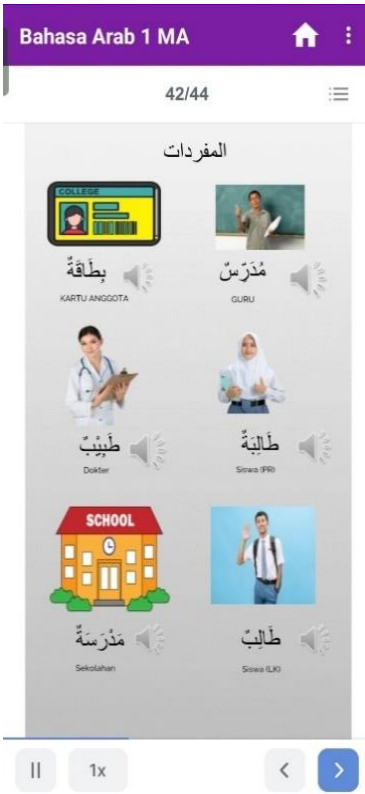 Bahasa Arab 1 MA
42/44
المفردات
COLLEGE
مُدَرِّسٌ
GURU
بِطَاقَةٌ
KARTU ANGGOTA
طَالِبَةٌ
Siswa (PR)
طَبِيْبٌ
Dokter
SCHOOL
طَالِبٌ
Siswa (LK)
مَدْرَسَةٌ
Sekolahan
1x